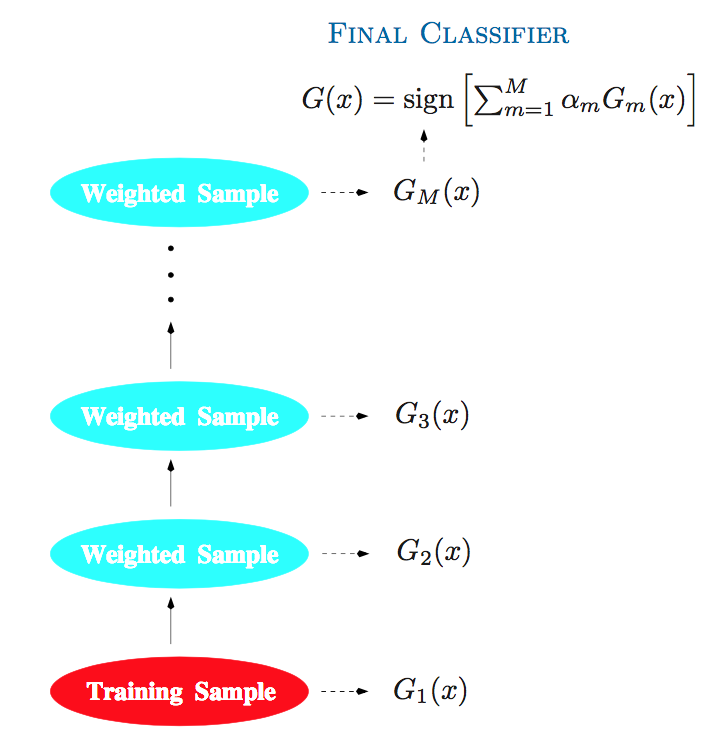 FINAL CLASSIFIER
G(x) = sign [∑_{m=1}^{M} α_m G_m(x)]
Weighted Sample G_M(x)
Weighted Sample G_3(x)
Weighted Sample G_2(x)
Training Sample G_1(x)